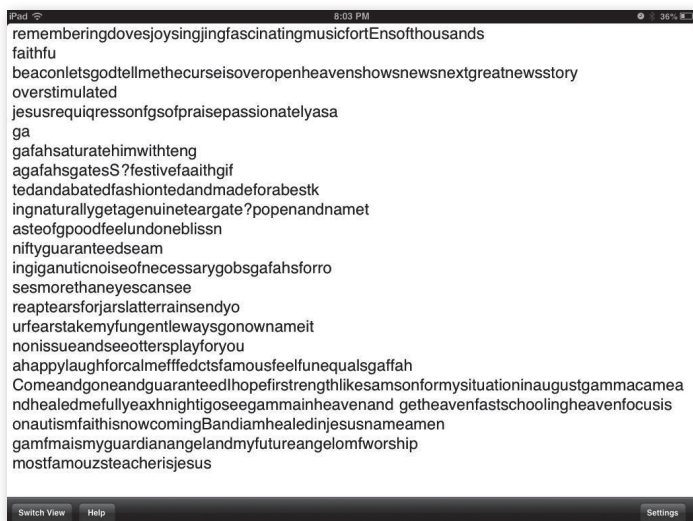 iPad
8:03 PM
36%
rememberingdovesjoysingjingfascinatingmusicfortEnsofthousands
faithfu
beaconletsgodtellmethecurseisoveropenheavenshowsnewsnextgreatnewsstory
overstimulated
jesusrequiqressonfgsofpraisepassionatelyasa
ga
gafahsaturatehimwithteng
agafahsgatesS?festivefaaithgif
tedandabatedfashiontedandmadeforabestk
ingnaturallygetagenuineteargate?popenandnamet
asteofgpoodfeelundoneblissn
niftyguaranteedseam
ingiganuticnoiseofnecessarygobsgafahsforro
sesmorethaneyescansee
reaptearsforjarslatterrainsendyo
urfearstakemyfungentlewaysgonownameit
nonissueandseeottersplayforyou
ahappylaughforcalmefffedctsfamousfeelfunequalsgaffah
ComeandgoneandguaranteedIhopefirstrengthlikesamsonformysituationinaugustgammacamea
ndhealedmefullyeaxhnightigoseegammainheavenand getheavenfastschoolingheavenfocusis
onautismfaithisnowcomingBandiamhealedinjesusnameamen
gamfmaismyguardianangelandmyfutureangelomfworship
mostfamouzsteacherisjesus
Switch View
Help
Settings